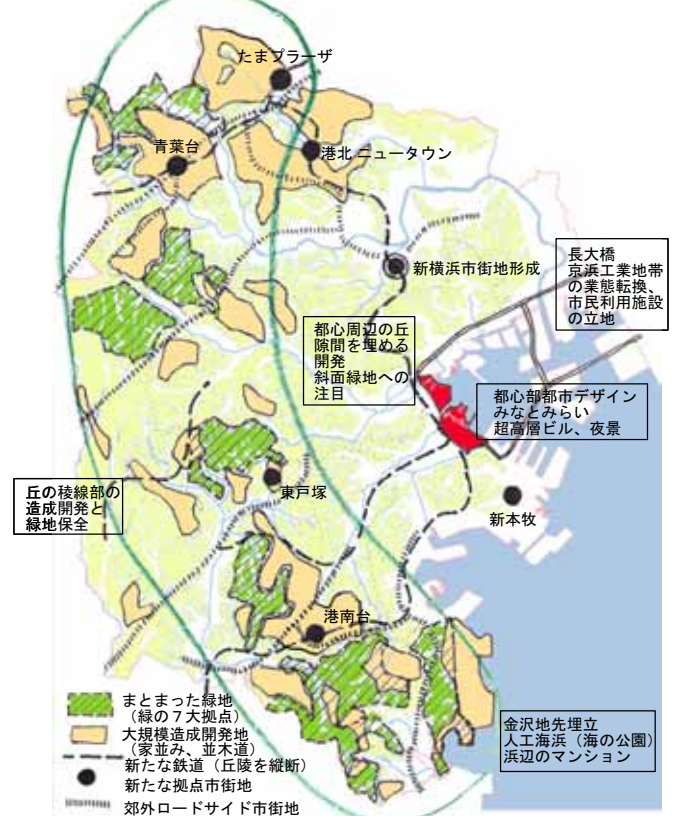 たまプラーザ
青葉台
港北 ニュータウン
新横浜市街地形成
長大橋
京浜工業地帯
の業態転換、
市民利用施設
の立地
都心周辺の丘
隙間を埋める
開発
斜面緑地への
注目
都心部都市デザイン
みなとみらい
超高層ビル、夜景
丘の稜線部の
造成開発と
緑地保全
東戸塚
新本牧
港南台
金沢地先埋立
人工海浜（海の公園）
浜辺のマンション
まとまった緑地
（緑の７大拠点）
大規模造成開発地
（家並み、並木道）
新たな鉄道（丘陵を縦断）
新たな拠点市街地
郊外ロードサイド市街地